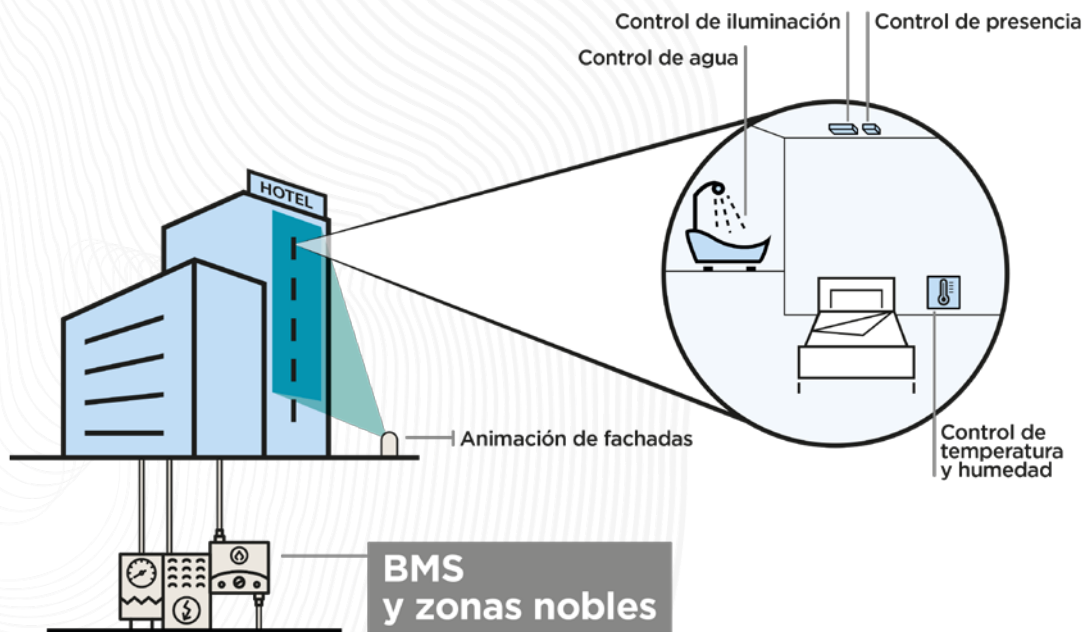 Control de iluminación
Control de presencia
Control de agua
HOTEL
Animación de fachadas
Control de
temperatura
y humedad
BMS
y zonas nobles